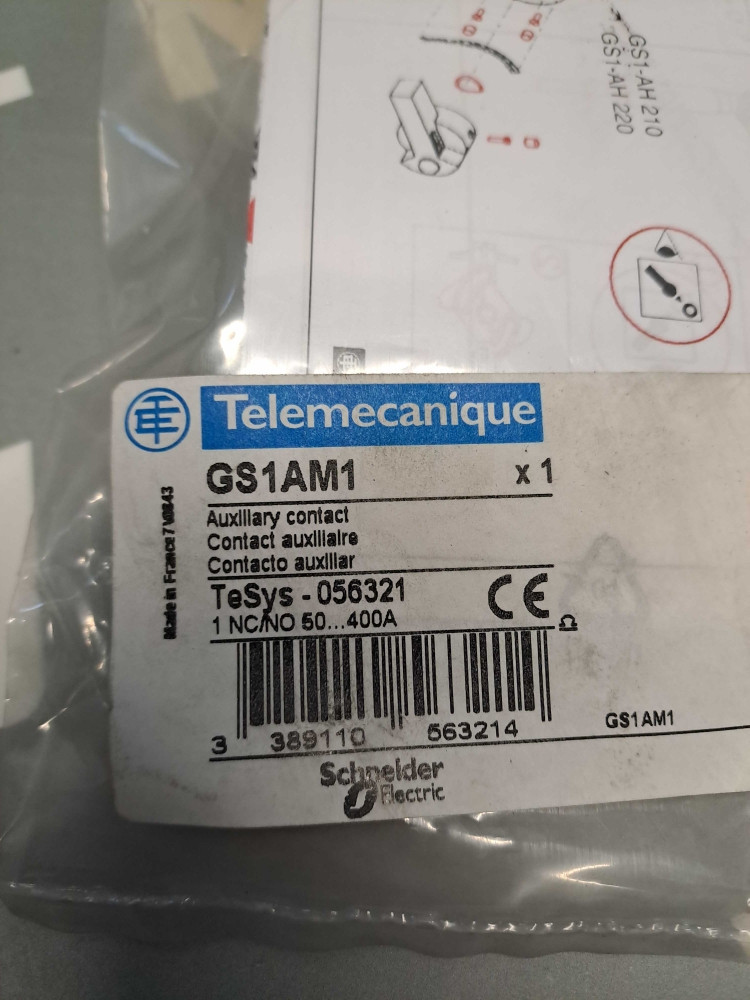 GS1-AH 210
GS1-AH 220
Telemecanique
GS1AM1 x 1
Auxiliary contact
Contact auxiliaire
Contacto auxiliar
TeSys - 056321
1 NC/NO 50...400A
CE
Made in France
3 389110 563214
GS1AM1
Schneider
Electric